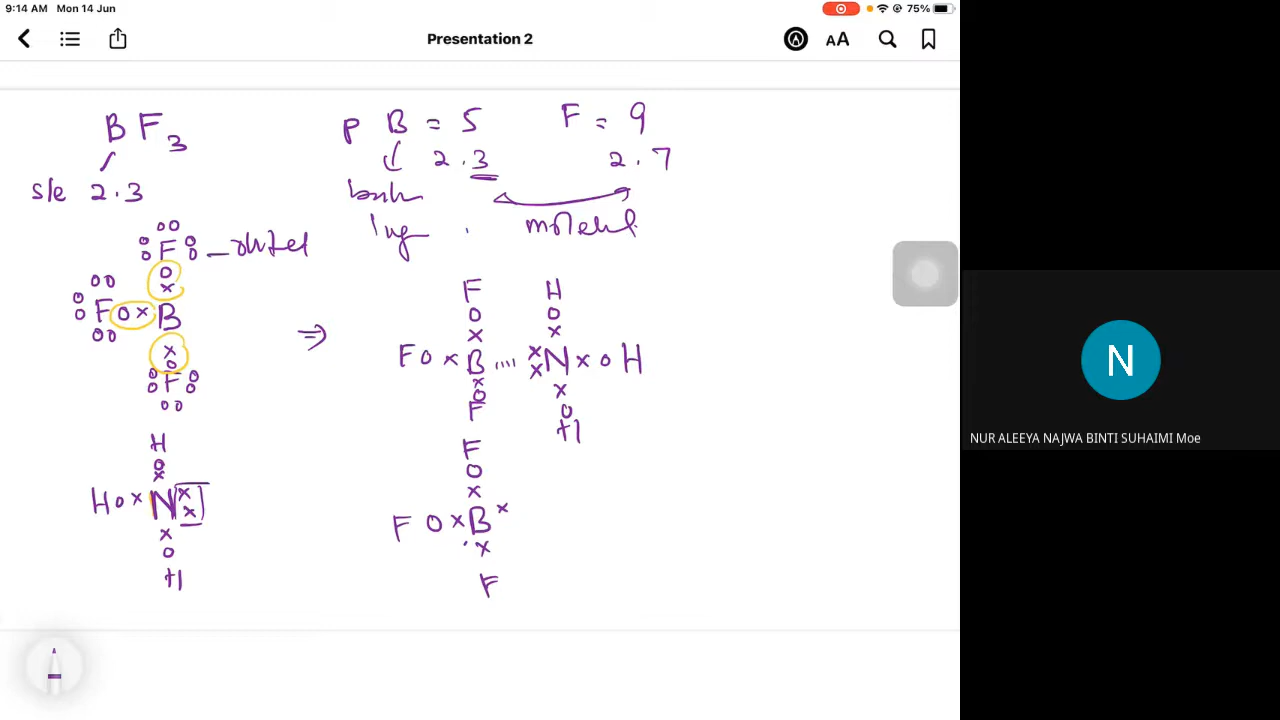 9:14 AM Mon 14 Jun
75%
Presentation 2
AA
BF3
s/e 2.3
p B = 5 F = 9
2.3 2.7
F
F o x B
F
H
H o x N x x
x
o
H
⇒
F H
o o
x x
F o x B .... x x N x o H
x x
o o
F H
F
o
x
F o x B x
x
F
N
NUR ALEEYA NAJWA BINTI SUHAIMI Moe